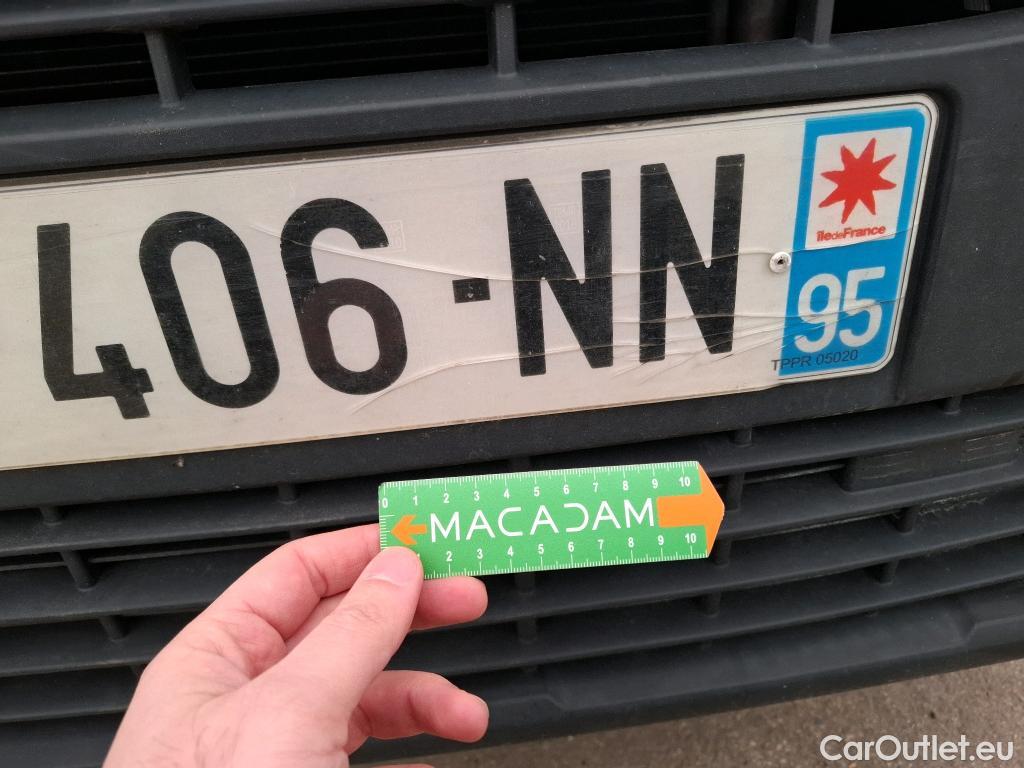 406-NN
îledeFrance
95
TPPR 05020
0 1 2 3 4 5 6 7 8 9 10
MACADAM
2 3 4 5 6 7 8 9 10
CarOutlet.eu